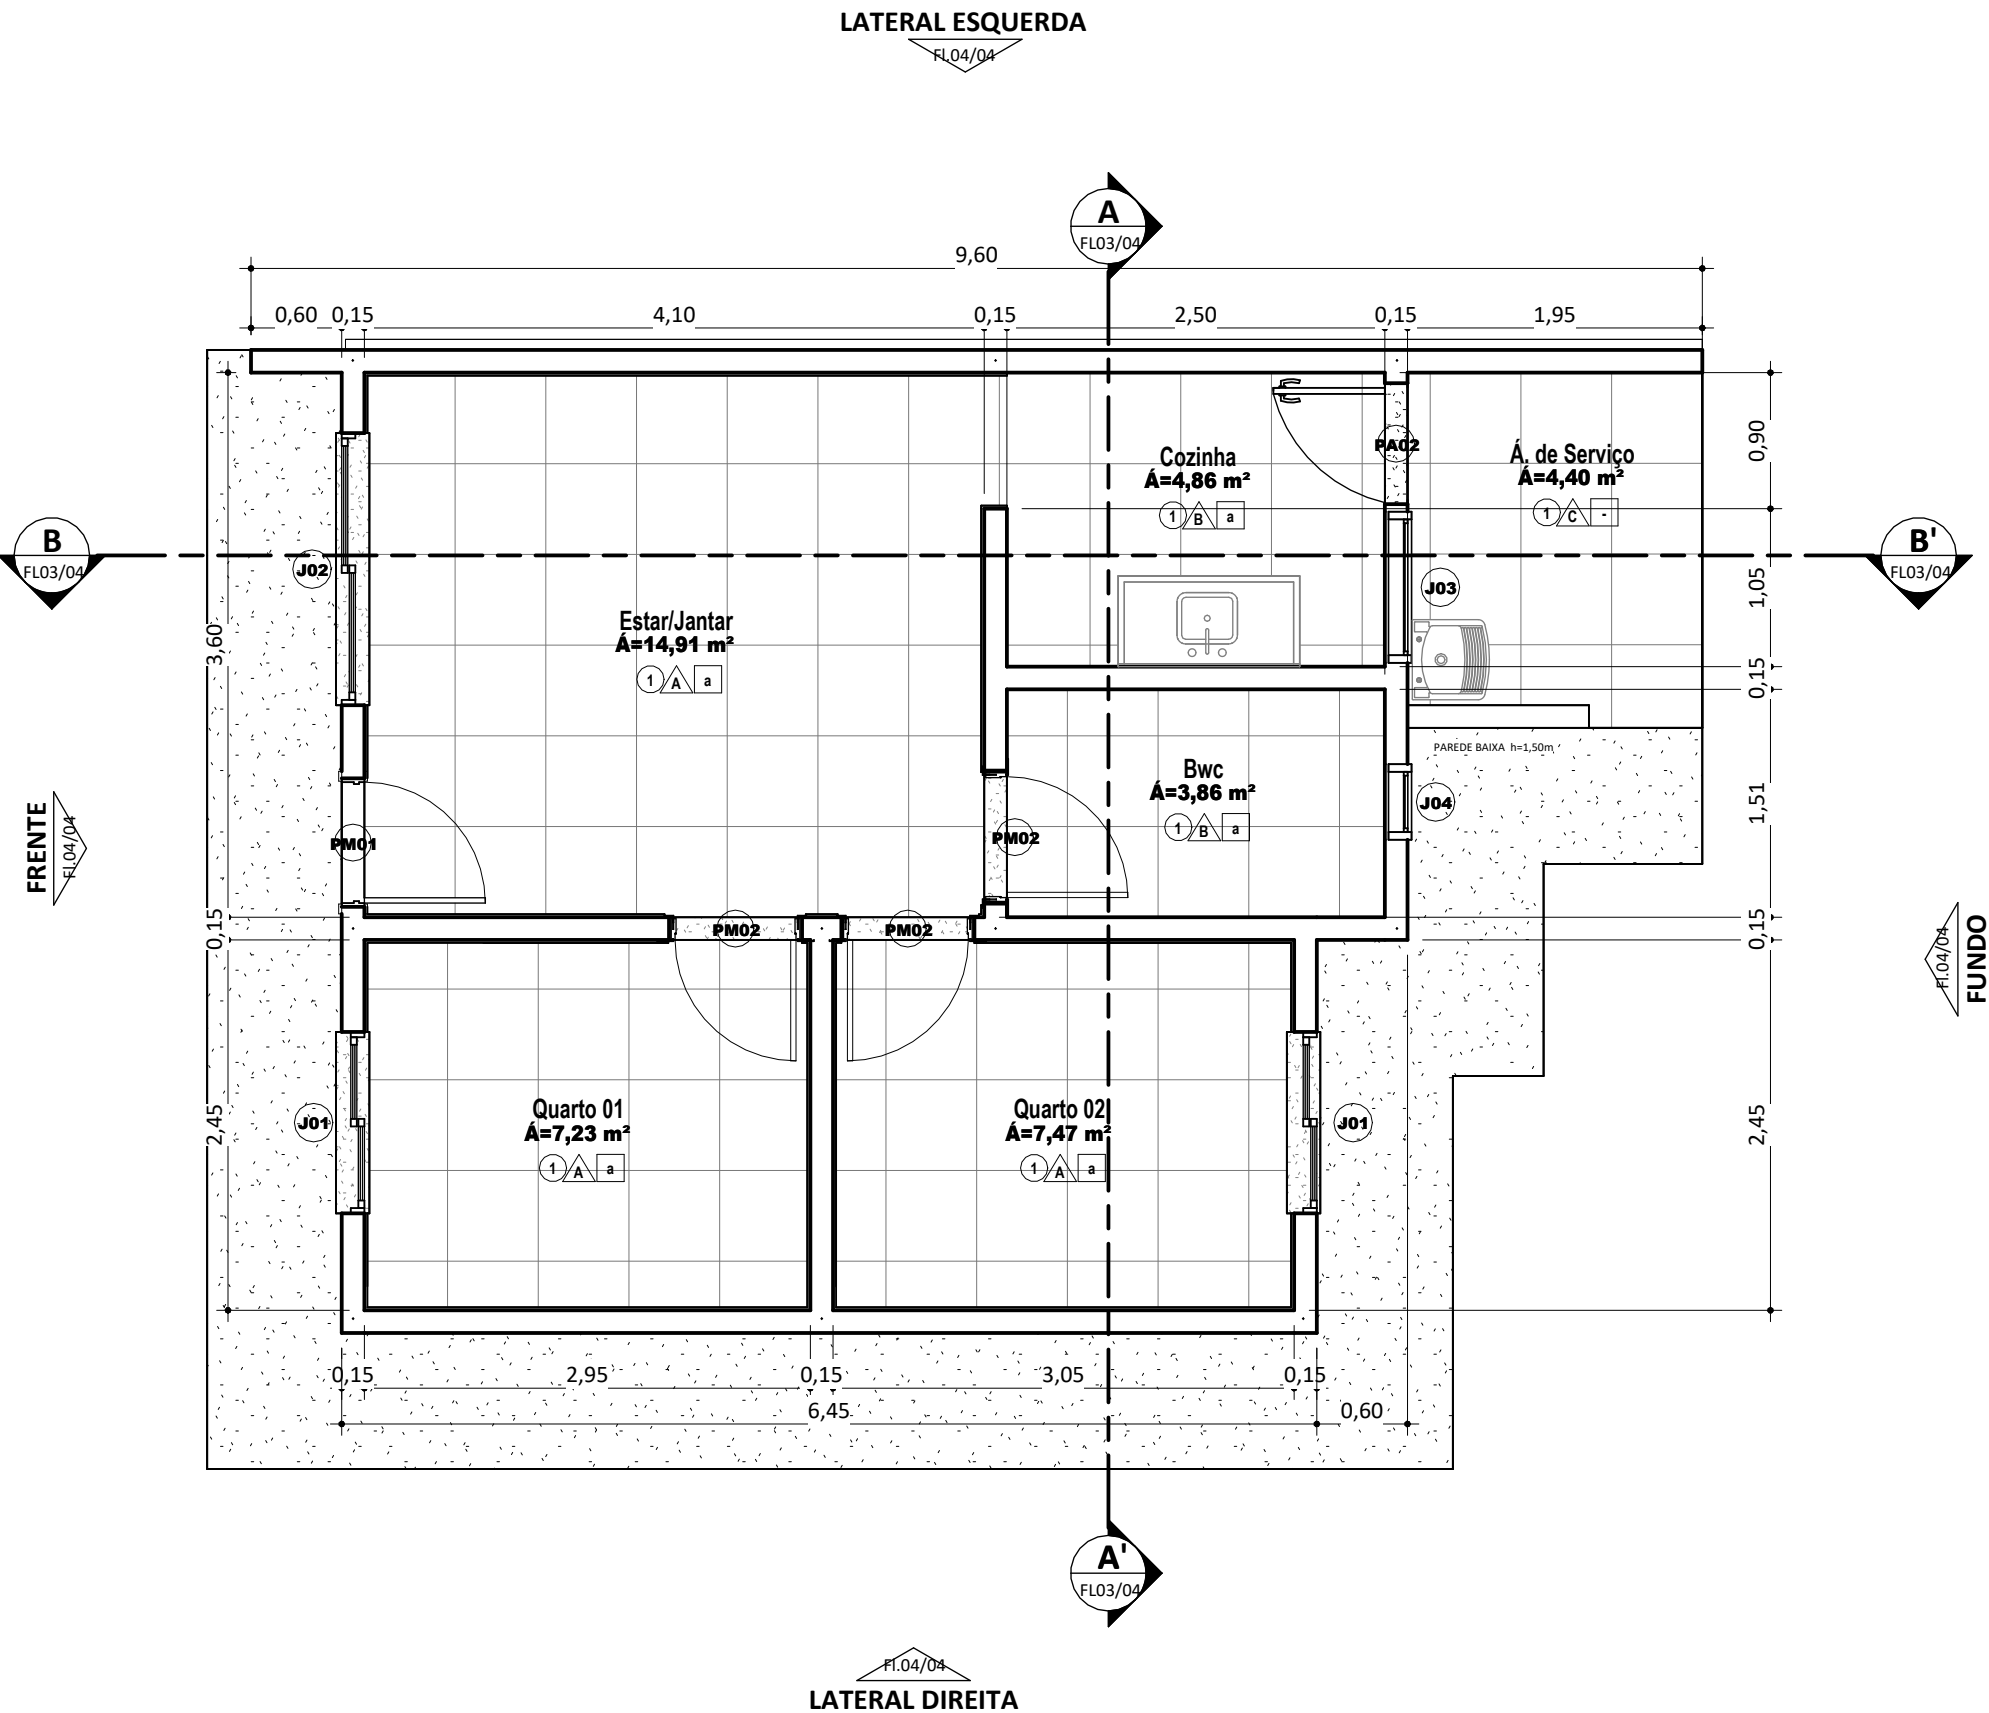 LATERAL ESQUERDA
Fl.04/04
A
FL03/04
9,60
0,60 0,15 4,10 0,15 2,50 0,15 1,95
0,90
Cozinha
Á=4,86 m²
1 B a
PA02
Á. de Serviço
Á=4,40 m²
1 C -
B
FL03/04
B'
FL03/04
J02
J03
1,05
3,60
Estar/Jantar
Á=14,91 m²
1 A a
0,15
PAREDE BAIXA h=1,50m
Bwc
Á=3,86 m²
1 B a
J04
1,51
FRENTE
Fl.04/04
PM01
PM02
0,15
PM02
PM02
0,15
FUNDO
Fl.04/04
2,45
J01
Quarto 01
Á=7,23 m²
1 A a
Quarto 02
Á=7,47 m²
1 A a
J01
2,45
0,15 2,95 0,15 3,05 0,15
6,45 0,60
A'
FL03/04
Fl.04/04
LATERAL DIREITA